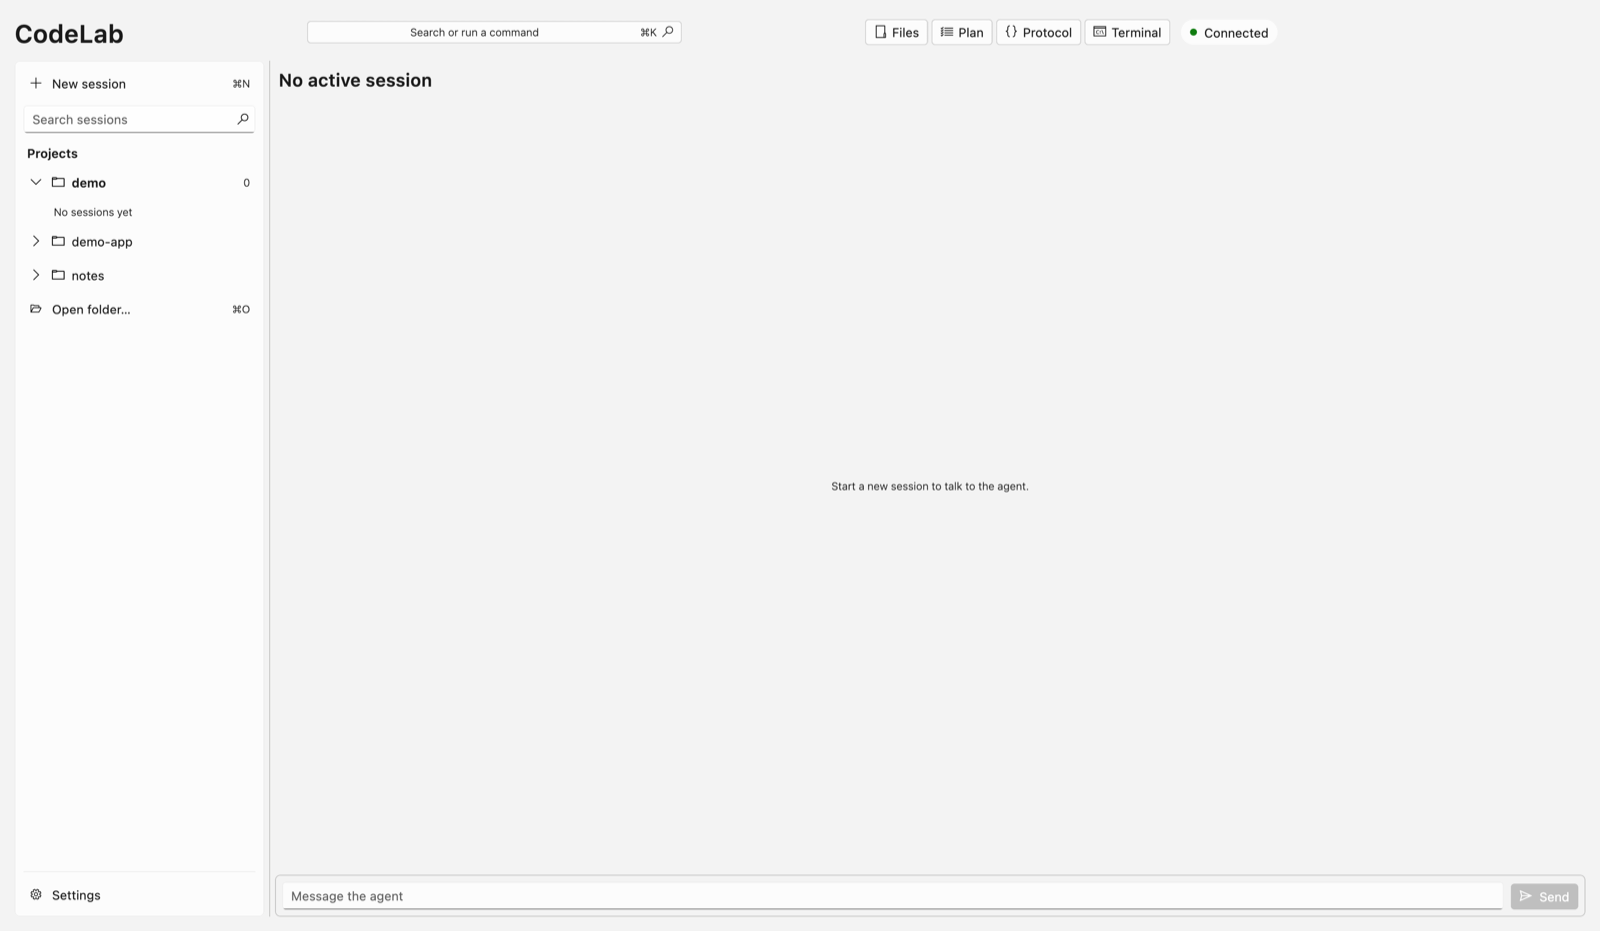 CodeLab
Search or run a command ⌘K
Files
Plan
Protocol
Terminal
Connected
New session ⌘N
Search sessions
Projects
demo 0
No sessions yet
demo-app
notes
Open folder... ⌘O
Settings
No active session
Start a new session to talk to the agent.
Message the agent
Send